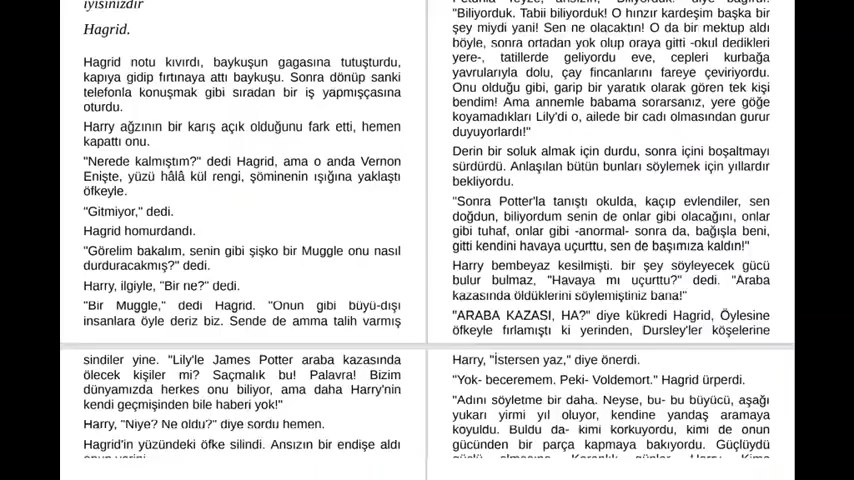 iyisinizdir
Hagrid.
Hagrid notu kıvırdı, baykuşun gagasına tutuşturdu,
kapıya gidip fırtınaya attı baykuşu. Sonra dönüp sanki
telefonla konuşmak gibi sıradan bir iş yapmışçasına
oturdu.
Harry ağzının bir karış açık olduğunu fark etti, hemen
kapattı onu.
"Nerede kalmıştım?" dedi Hagrid, ama o anda Vernon
Enişte, yüzü hâlâ kül rengi, şöminenin ışığına yaklaştı
öfkeyle.
"Gitmiyor," dedi.
Hagrid homurdandı.
"Görelim bakalım, senin gibi şişko bir Muggle onu nasıl
durduracakmış?" dedi.
Harry, ilgiyle, "Bir ne?" dedi.
"Bir Muggle," dedi Hagrid. "Onun gibi büyü-dışı
insanlara öyle deriz biz. Sende de amma talih varmış
"Biliyorduk. Tabii biliyorduk! O hınzır kardeşim başka bir
şey miydi yani! Sen ne olacaktın! O da bir mektup aldı
böyle, sonra ortadan yok olup oraya gitti -okul dedikleri
yere-, tatillerde geliyordu eve, cepleri kurbağa
yavrularıyla dolu, çay fincanlarını fareye çeviriyordu.
Onu olduğu gibi, garip bir yaratık olarak gören tek kişi
bendim! Ama annemle babama sorarsanız, yere göğe
koyamadıkları Lily'di o, ailede bir cadı olmasından gurur
duyuyorlardı!"
Derin bir soluk almak için durdu, sonra içini boşaltmayı
sürdürdü. Anlaşılan bütün bunları söylemek için yıllardır
bekliyordu.
"Sonra Potter'la tanıştı okulda, kaçıp evlendiler, sen
doğdun, biliyordum senin de onlar gibi olacağını, onlar
gibi tuhaf, onlar gibi -anormal- sonra da, bağışla beni,
gitti kendini havaya uçurttu, sen de başımıza kaldın!"
Harry bembeyaz kesilmişti. bir şey söyleyecek gücü
bulur bulmaz, "Havaya mı uçurttu?" dedi. "Araba
kazasında öldüklerini söylemiştiniz bana!"
"ARABA KAZASI, HA?" diye kükredi Hagrid, Öylesine
öfkeyle fırlamıştı ki yerinden, Dursley'ler köşelerine
sindiler yine. "Lily'le James Potter araba kazasında
ölecek kişiler mi? Saçmalık bu! Palavra! Bizim
dünyamızda herkes onu biliyor, ama daha Harry'nin
kendi geçmişinden bile haberi yok!"
Harry, "Niye? Ne oldu?" diye sordu hemen.
Hagrid'in yüzündeki öfke silindi. Ansızın bir endişe aldı
Harry, "İstersen yaz," diye önerdi.
"Yok- beceremem. Peki- Voldemort." Hagrid ürperdi.
"Adını söyletme bir daha. Neyse, bu- bu büyücü, aşağı
yukarı yirmi yıl oluyor, kendine yandaş aramaya
koyuldu. Buldu da- kimi korkuyordu, kimi de onun
gücünden bir parça kapmaya bakıyordu. Güçlüydü